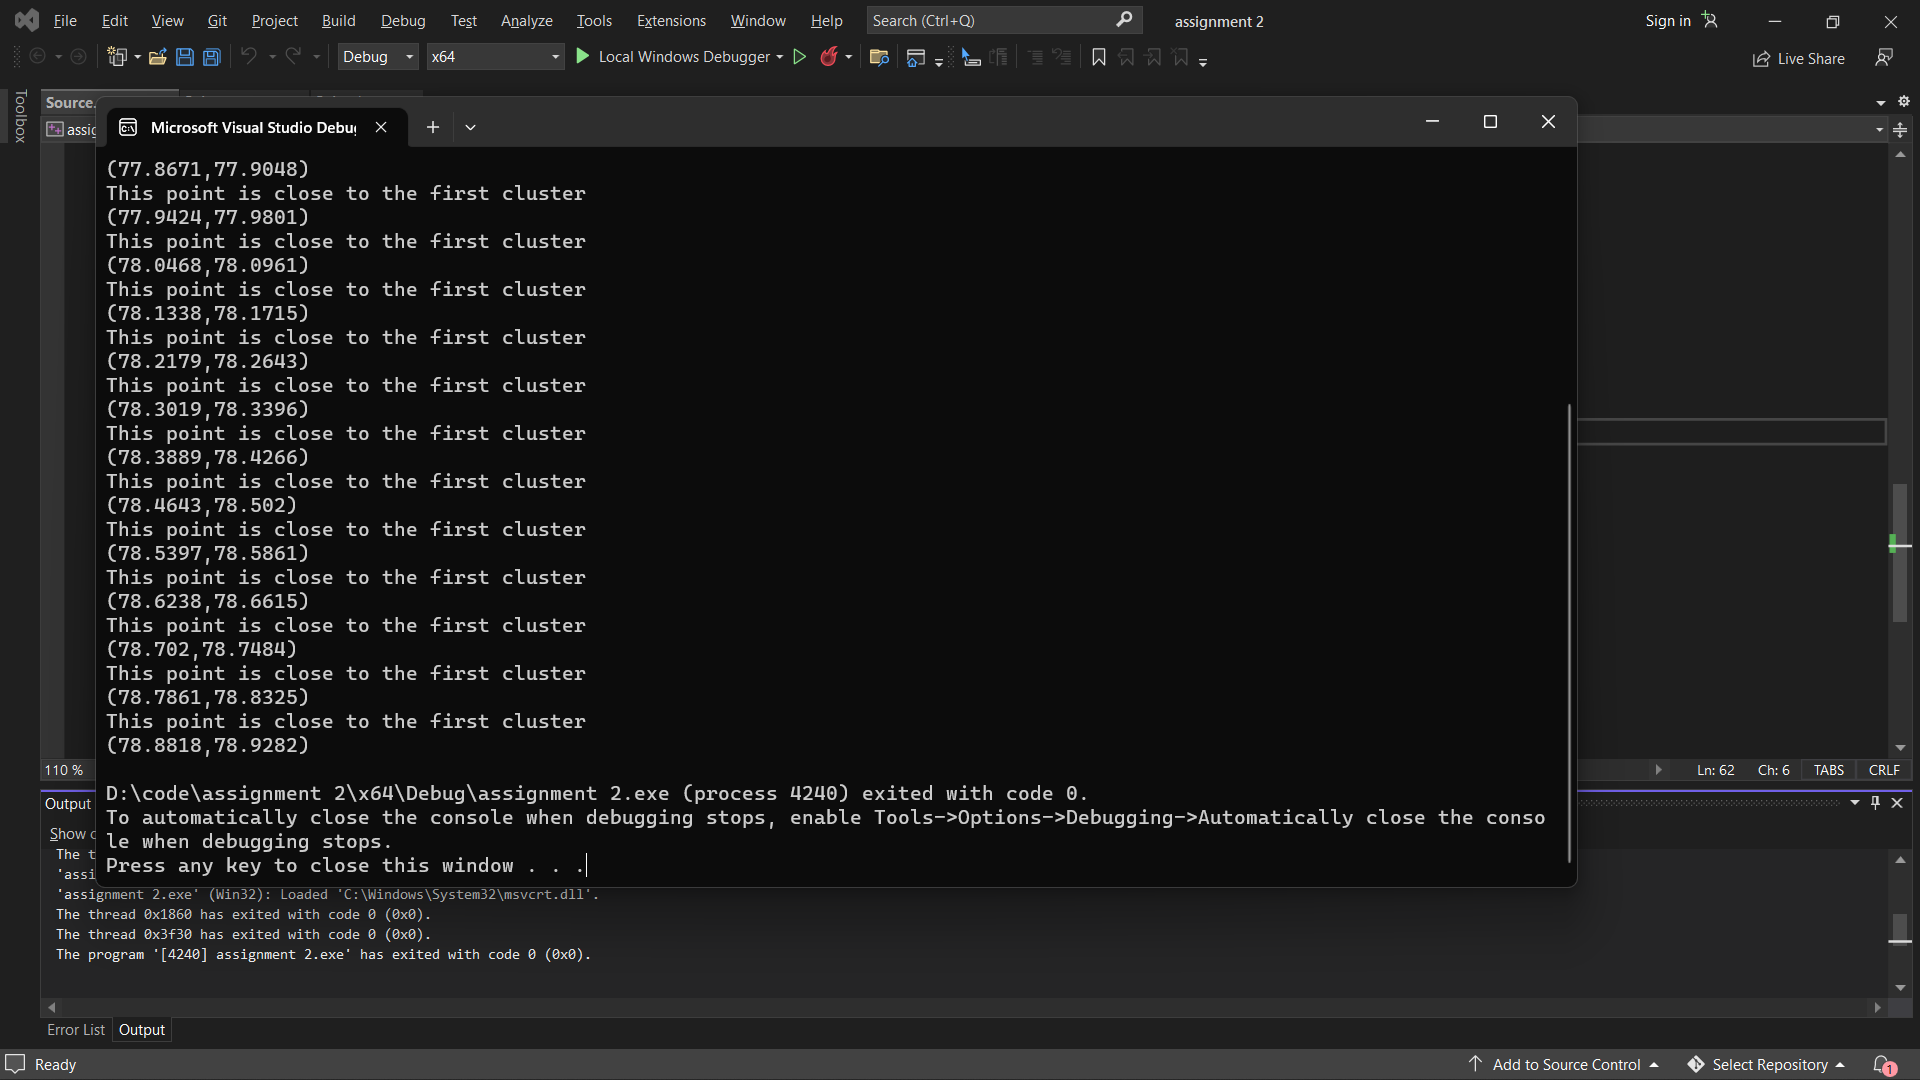 File Edit View Git Project Build Debug Test Analyze Tools Extensions Window Help Search (Ctrl+Q) assignment 2 Sign in
Debug x64 Local Windows Debugger Live Share
Toolbox
Source.
Microsoft Visual Studio Debug
assig
(77.8671,77.9048)
This point is close to the first cluster
(77.9424,77.9801)
This point is close to the first cluster
(78.0468,78.0961)
This point is close to the first cluster
(78.1338,78.1715)
This point is close to the first cluster
(78.2179,78.2643)
This point is close to the first cluster
(78.3019,78.3396)
This point is close to the first cluster
(78.3889,78.4266)
This point is close to the first cluster
(78.4643,78.502)
This point is close to the first cluster
(78.5397,78.5861)
This point is close to the first cluster
(78.6238,78.6615)
This point is close to the first cluster
(78.702,78.7484)
This point is close to the first cluster
(78.7861,78.8325)
This point is close to the first cluster
(78.8818,78.9282)
D:\code\assignment 2\x64\Debug\assignment 2.exe (process 4240) exited with code 0.
To automatically close the console when debugging stops, enable Tools->Options->Debugging->Automatically close the conso
le when debugging stops.
Press any key to close this window . . .
110 % Ln: 62 Ch: 6 TABS CRLF
Output
Show o
The t
'assi
'assignment 2.exe' (Win32): Loaded 'C:\Windows\System32\msvcrt.dll'.
The thread 0x1860 has exited with code 0 (0x0).
The thread 0x3f30 has exited with code 0 (0x0).
The program '[4240] assignment 2.exe' has exited with code 0 (0x0).
Error List Output
Ready Add to Source Control Select Repository 1